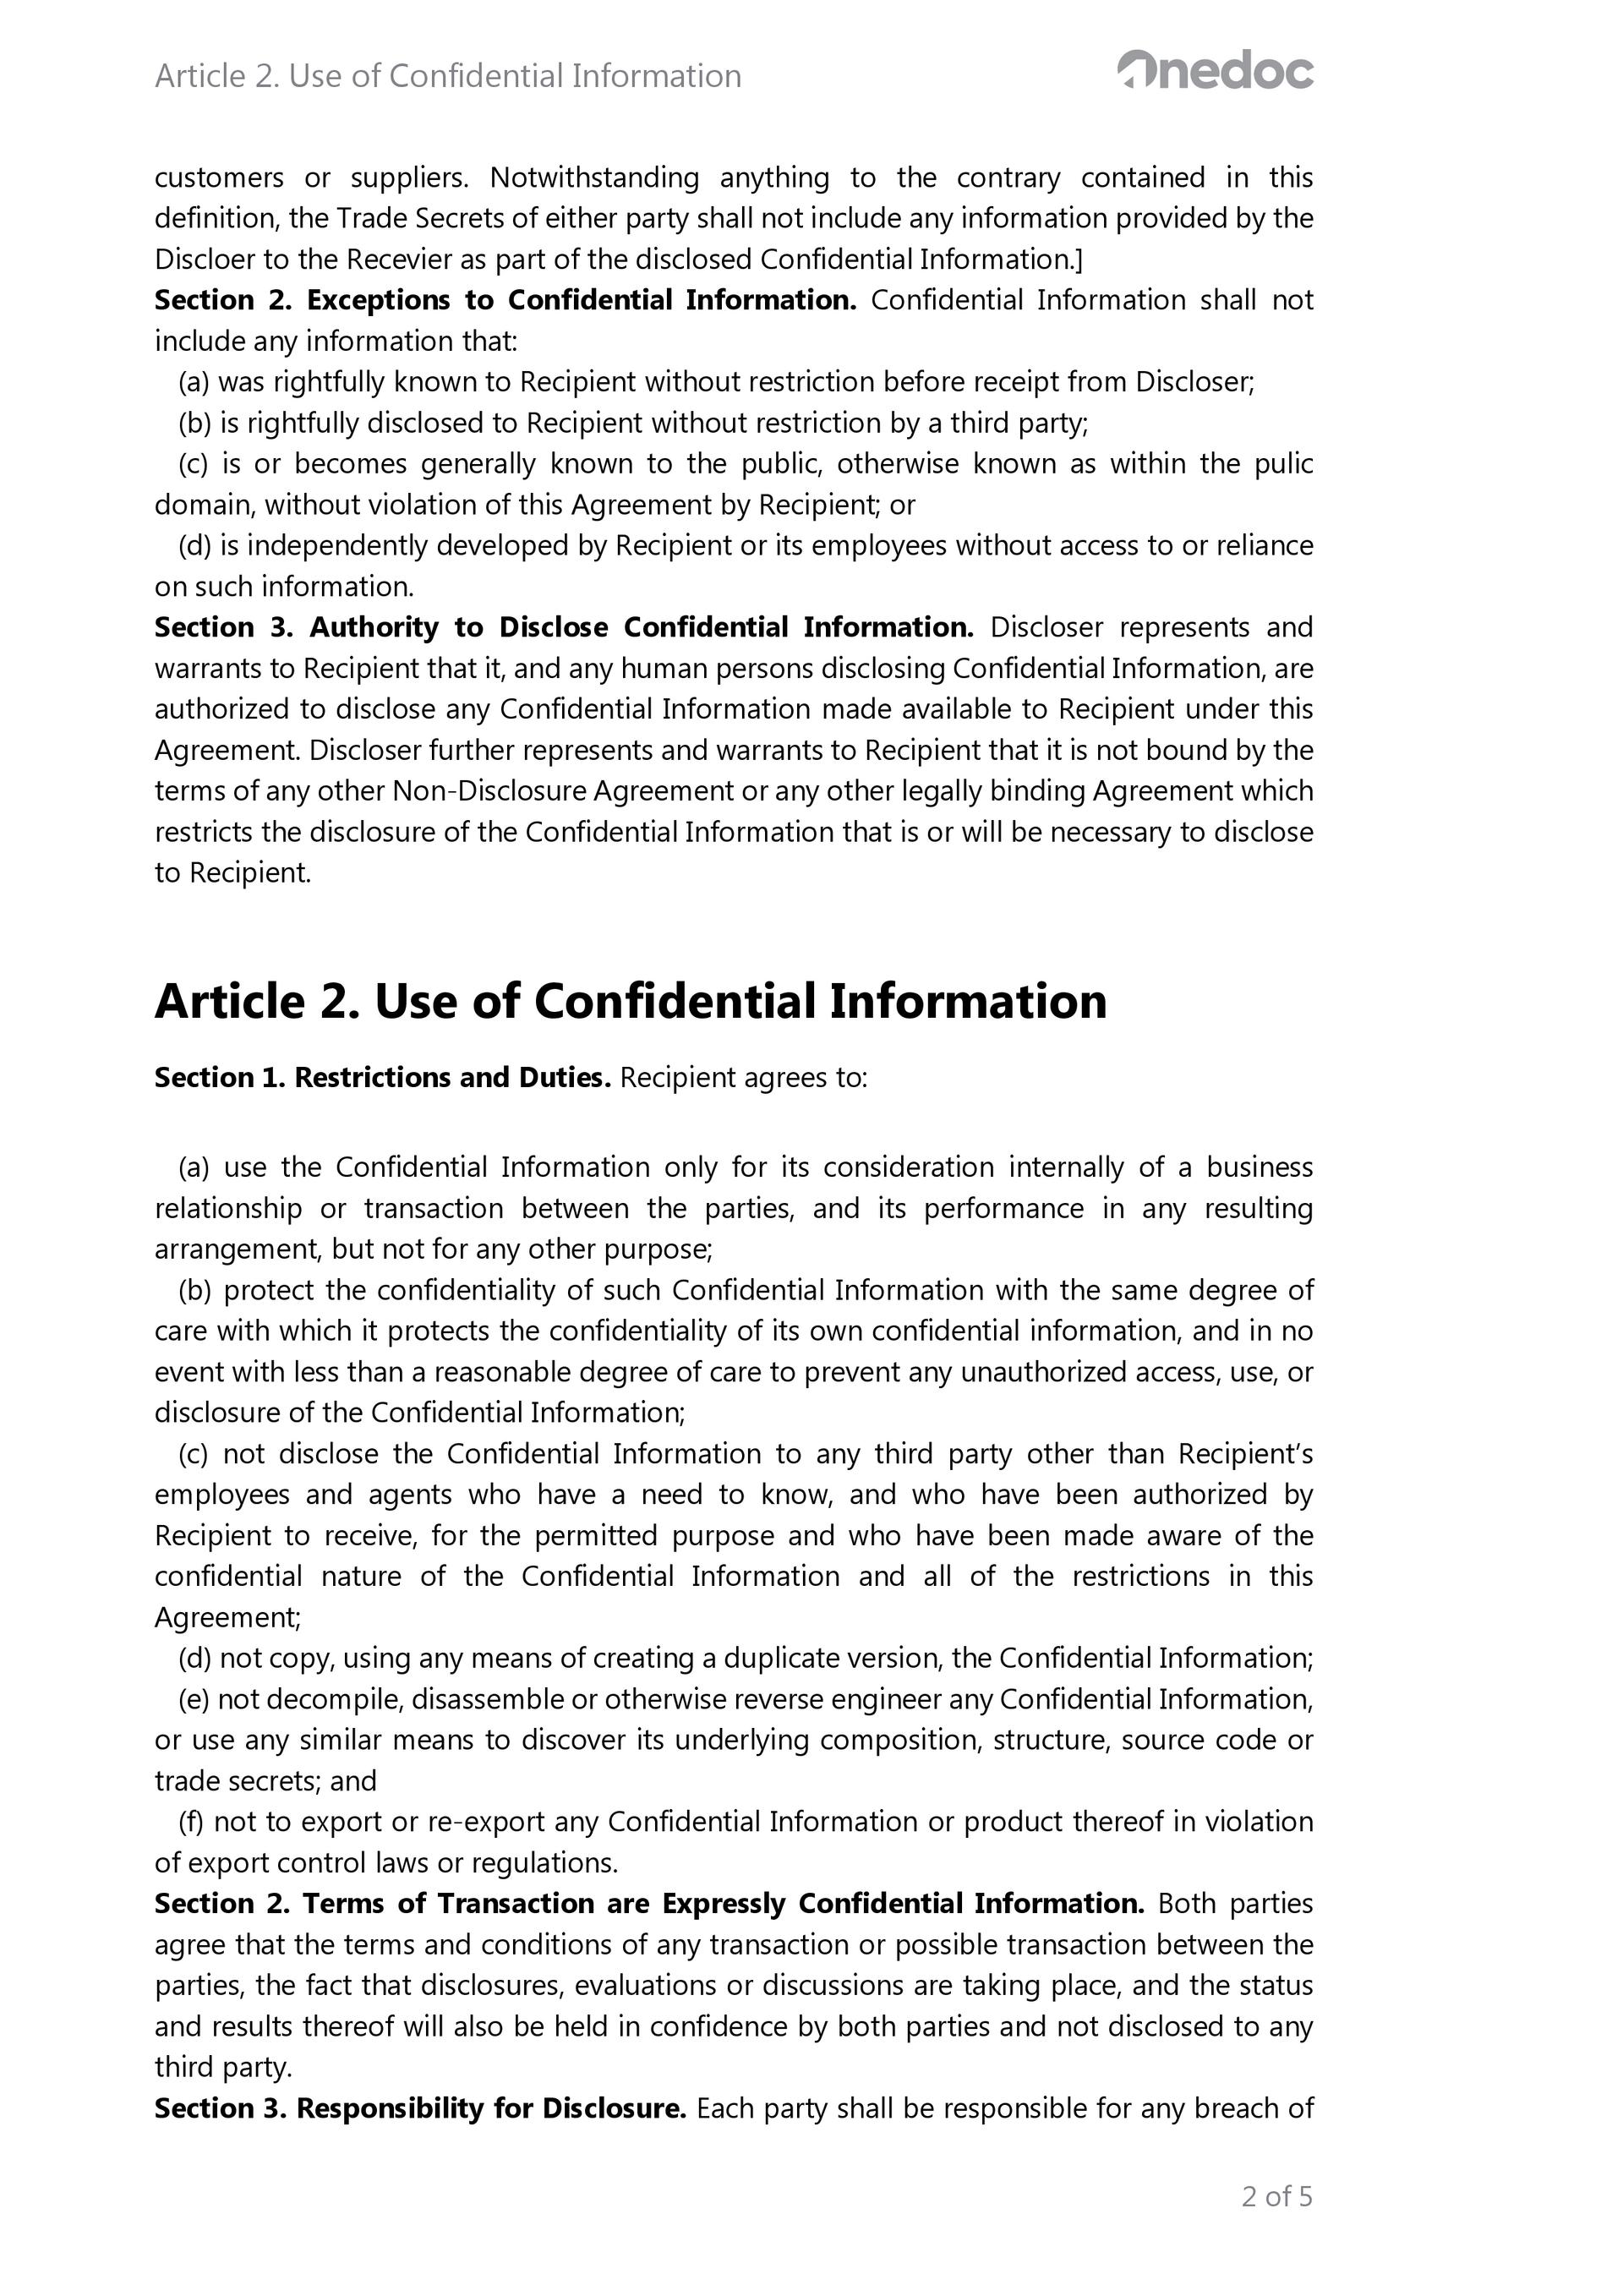 Article 2. Use of Confidential Information
Onedoc
customers or suppliers. Notwithstanding anything to the contrary contained in this
definition, the Trade Secrets of either party shall not include any information provided by the
Discloer to the Recevier as part of the disclosed Confidential Information.]
Section 2. Exceptions to Confidential Information. Confidential Information shall not
include any information that:
(a) was rightfully known to Recipient without restriction before receipt from Discloser;
(b) is rightfully disclosed to Recipient without restriction by a third party;
(c) is or becomes generally known to the public, otherwise known as within the pulic
domain, without violation of this Agreement by Recipient; or
(d) is independently developed by Recipient or its employees without access to or reliance
on such information.
Section 3. Authority to Disclose Confidential Information. Discloser represents and
warrants to Recipient that it, and any human persons disclosing Confidential Information, are
authorized to disclose any Confidential Information made available to Recipient under this
Agreement. Discloser further represents and warrants to Recipient that it is not bound by the
terms of any other Non-Disclosure Agreement or any other legally binding Agreement which
restricts the disclosure of the Confidential Information that is or will be necessary to disclose
to Recipient.
Article 2. Use of Confidential Information
Section 1. Restrictions and Duties. Recipient agrees to:
(a) use the Confidential Information only for its consideration internally of a business
relationship or transaction between the parties, and its performance in any resulting
arrangement, but not for any other purpose;
(b) protect the confidentiality of such Confidential Information with the same degree of
care with which it protects the confidentiality of its own confidential information, and in no
event with less than a reasonable degree of care to prevent any unauthorized access, use, or
disclosure of the Confidential Information;
(c) not disclose the Confidential Information to any third party other than Recipient’s
employees and agents who have a need to know, and who have been authorized by
Recipient to receive, for the permitted purpose and who have been made aware of the
confidential nature of the Confidential Information and all of the restrictions in this
Agreement;
(d) not copy, using any means of creating a duplicate version, the Confidential Information;
(e) not decompile, disassemble or otherwise reverse engineer any Confidential Information,
or use any similar means to discover its underlying composition, structure, source code or
trade secrets; and
(f) not to export or re-export any Confidential Information or product thereof in violation
of export control laws or regulations.
Section 2. Terms of Transaction are Expressly Confidential Information. Both parties
agree that the terms and conditions of any transaction or possible transaction between the
parties, the fact that disclosures, evaluations or discussions are taking place, and the status
and results thereof will also be held in confidence by both parties and not disclosed to any
third party.
Section 3. Responsibility for Disclosure. Each party shall be responsible for any breach of
2 of 5